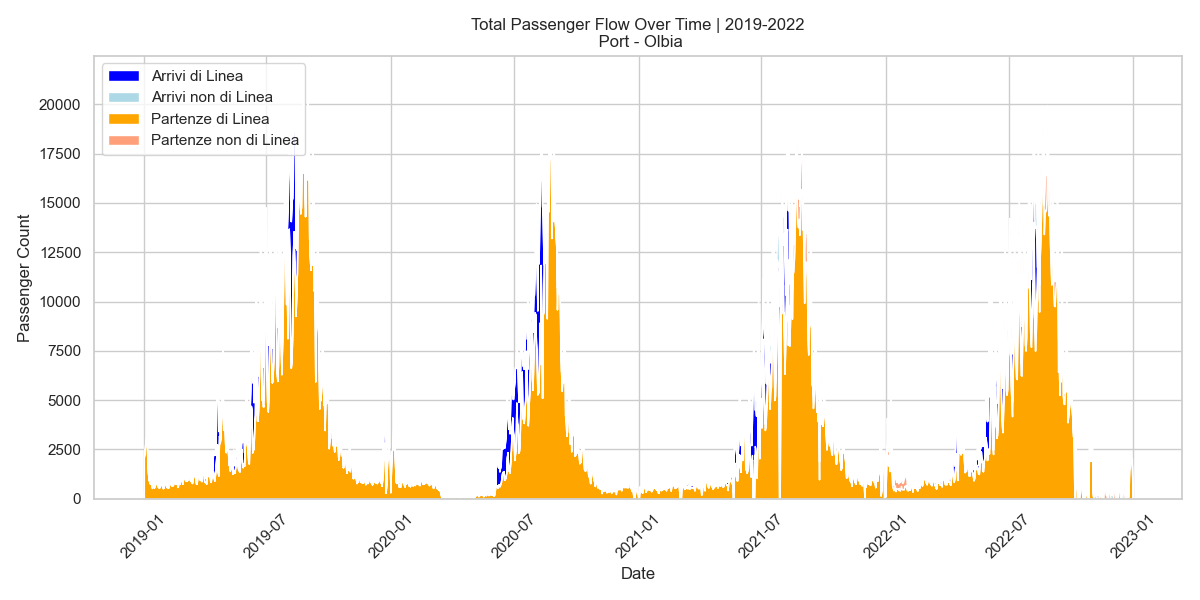 Total Passenger Flow Over Time | 2019-2022
Port - Olbia
Arrivi di Linea
Arrivi non di Linea
Partenze di Linea
Partenze non di Linea
Passenger Count
20000
17500
15000
12500
10000
7500
5000
2500
0
2019-01
2019-07
2020-01
2020-07
2021-01
2021-07
2022-01
2022-07
2023-01
Date